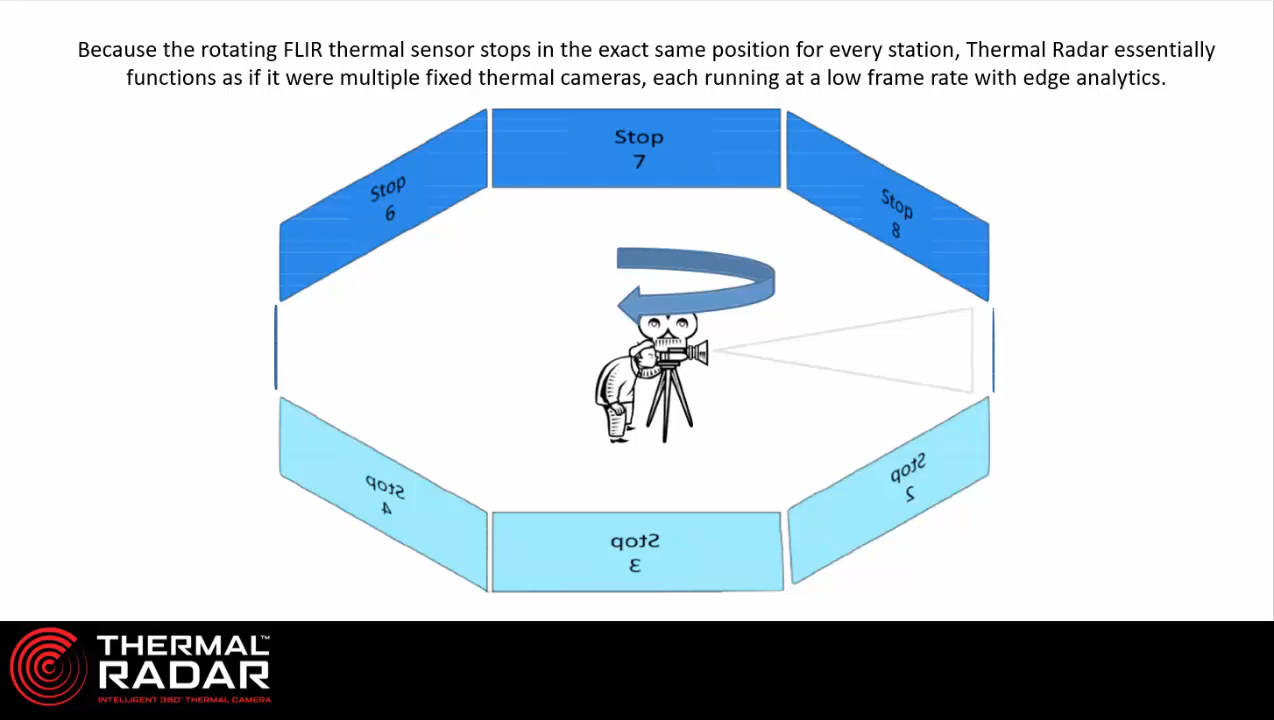 Because the rotating FLIR thermal sensor stops in the exact same position for every station, Thermal Radar essentially
functions as if it were multiple fixed thermal cameras, each running at a low frame rate with edge analytics.
Stop
7
Stop
6
Stop
8
Stop
4
Stop
3
Stop
2
THERMAL™
RADAR
INTELLIGENT 360° THERMAL CAMERA